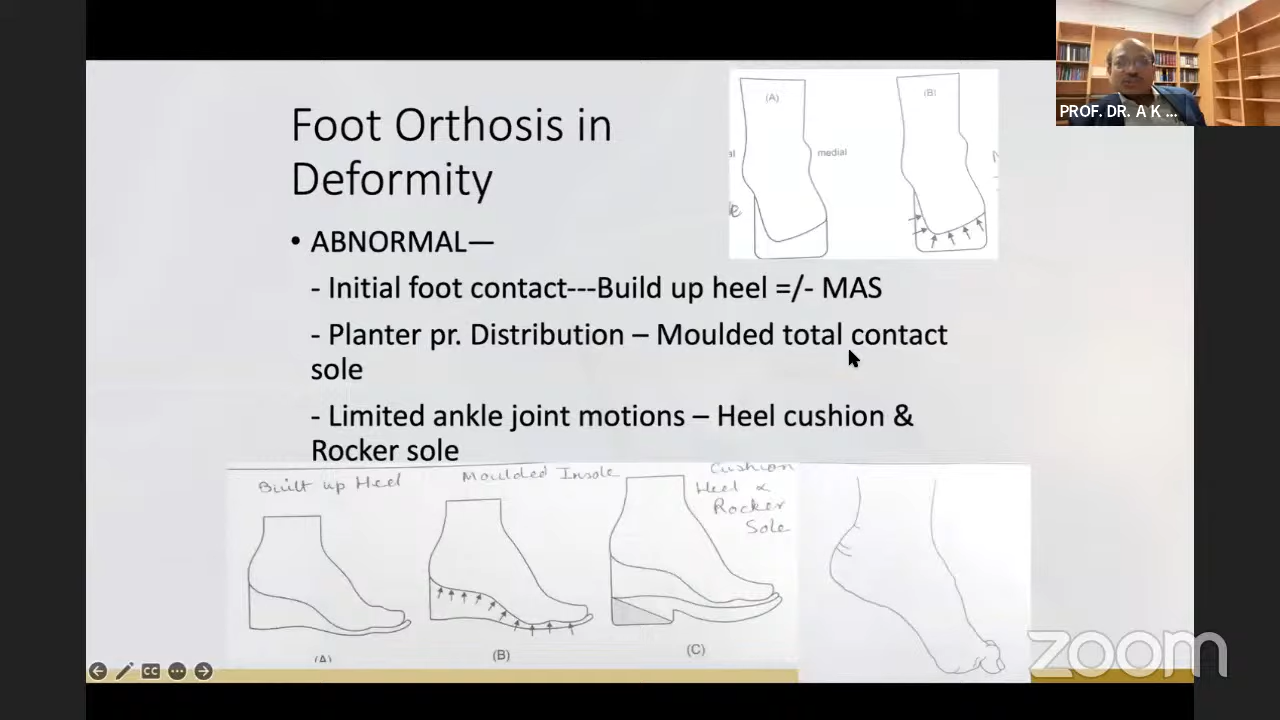 PROF. DR. A K ...
Foot Orthosis in
Deformity
(A)
(B)
al
medial
• ABNORMAL—
- Initial foot contact---Build up heel =/- MAS
- Planter pr. Distribution – Moulded total contact
sole
- Limited ankle joint motions – Heel cushion &
Rocker sole
Built up Heel
Moulded Insole
Cushion
Heel &
Rocker
Sole
(A)
(B)
(C)
CC
zoom